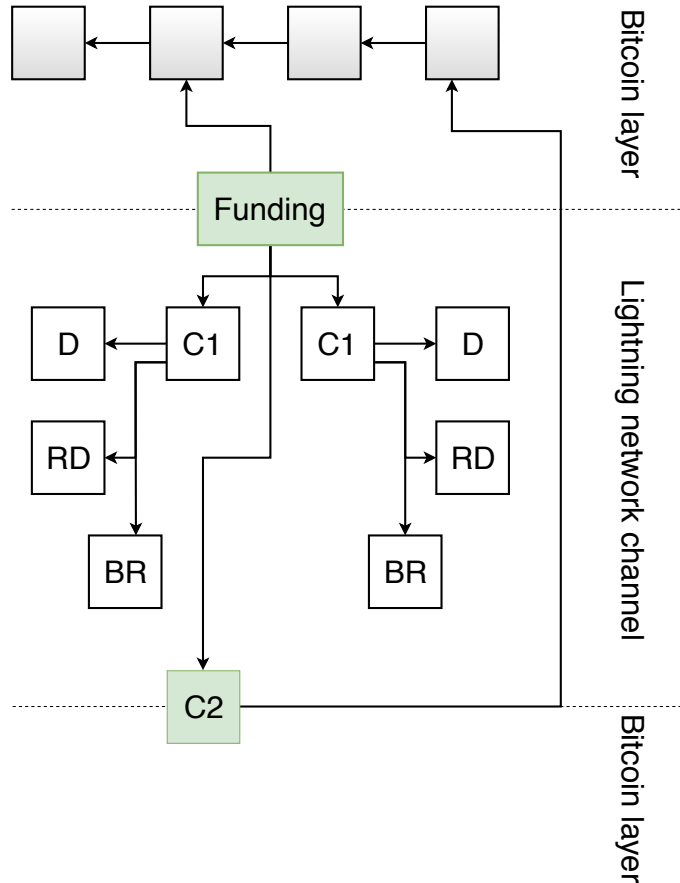 Bitcoin layer
Funding
Lightning network channel
D
C1
C1
D
RD
RD
BR
BR
C2
Bitcoin layer